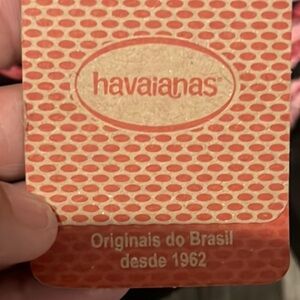 havaianas®
Originais do Brasil
desde 1962